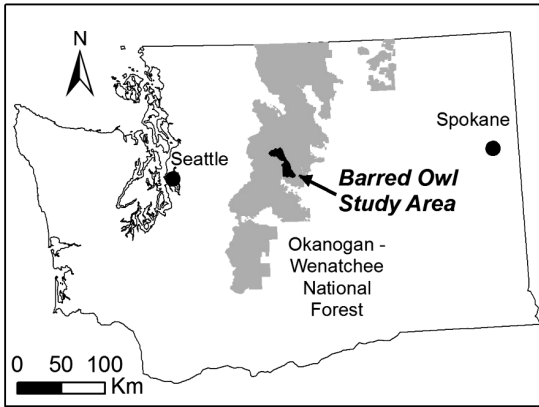 N
Spokane
Seattle
Barred Owl
Study Area
Okanogan -
Wenatchee
National
Forest
0 50 100
Km